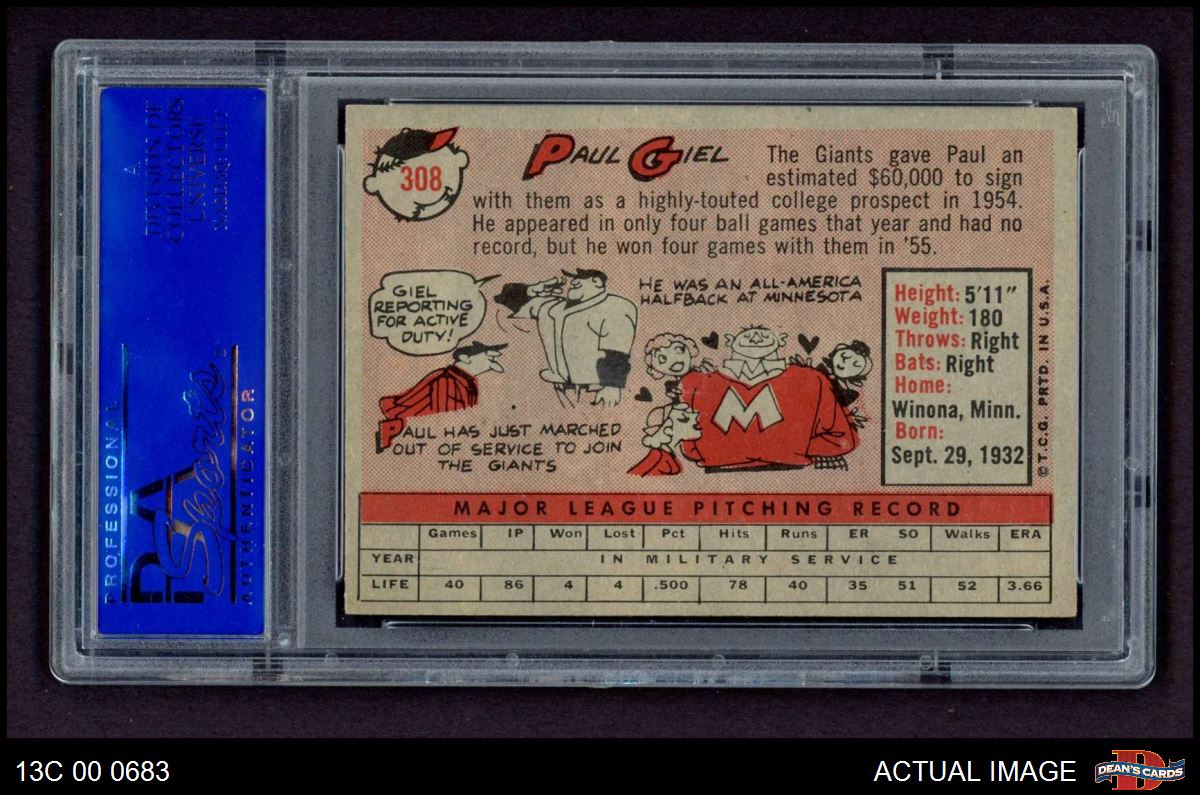 A
DIVISION OF
COLLECTORS
UNIVERSE
NASDAQ: CLCT
PROFESSIONAL
PSA
Sports
AUTHENTICATOR
308
PAUL GIEL
The Giants gave Paul an
estimated $60,000 to sign
with them as a highly-touted college prospect in 1954.
He appeared in only four ball games that year and had no
record, but he won four games with them in '55.
GIEL
REPORTING
FOR ACTIVE
DUTY!
PAUL HAS JUST MARCHED
OUT OF SERVICE TO JOIN
THE GIANTS
HE WAS AN ALL-AMERICA
HALFBACK AT MINNESOTA
M
Height: 5'11"
Weight: 180
Throws: Right
Bats: Right
Home:
Winona, Minn.
Born:
Sept. 29, 1932
© T.C.G. PRTD. IN U.S.A.
MAJOR LEAGUE PITCHING RECORD
Games IP Won Lost Pct Hits Runs ER SO Walks ERA
YEAR IN MILITARY SERVICE
LIFE 40 86 4 4 .500 78 40 35 51 52 3.66
13C 00 0683
ACTUAL IMAGE
D
DEAN'S CARDS